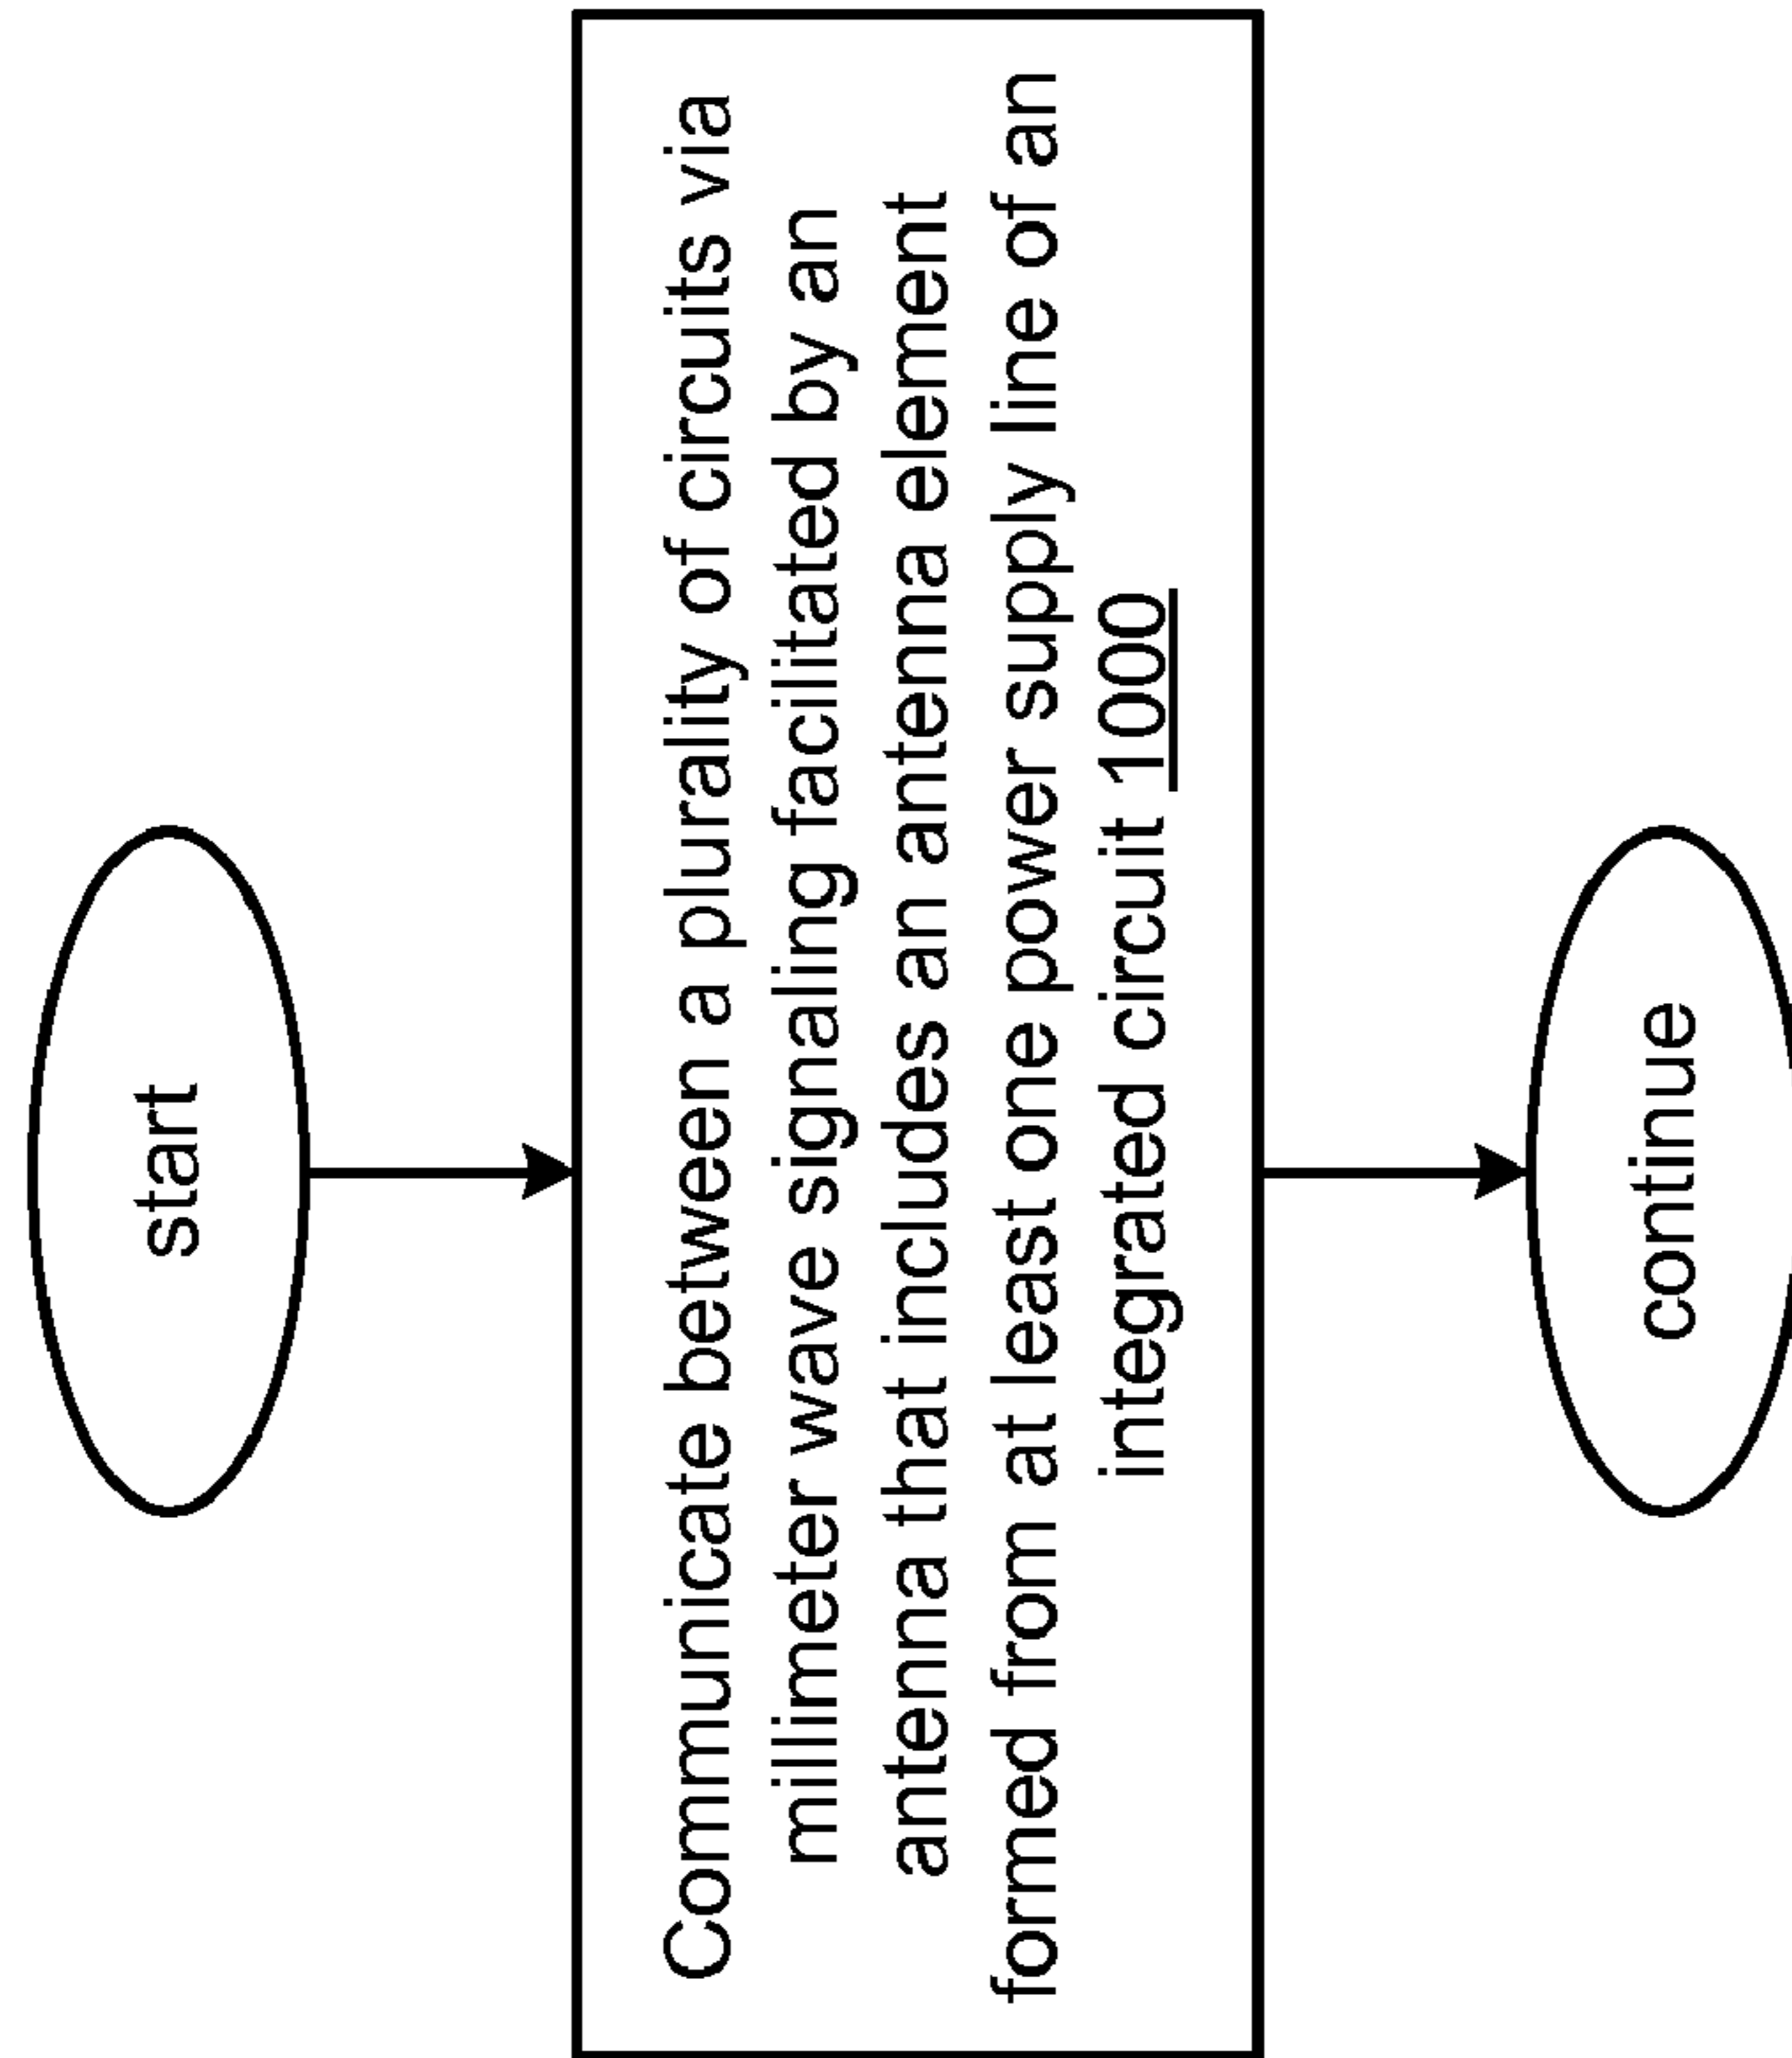 start
Communicate between a plurality of circuits via
millimeter wave signaling facilitated by an
antenna that includes an antenna element
formed from at least one power supply line of an
integrated circuit 1000
continue